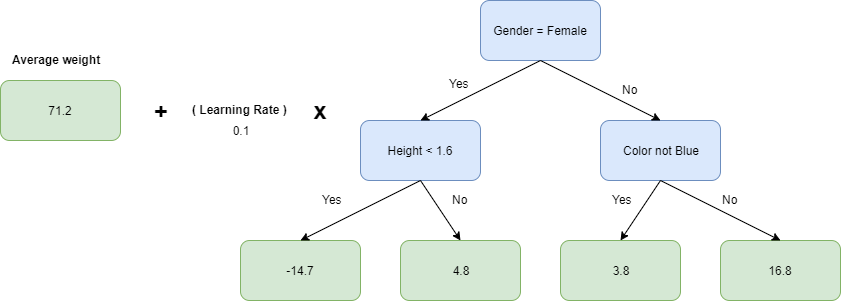 Gender = Female
Average weight
Yes
No
71.2
+
( Learning Rate )
X
0.1
Height < 1.6
Color not Blue
Yes
No
Yes
No
-14.7
4.8
3.8
16.8